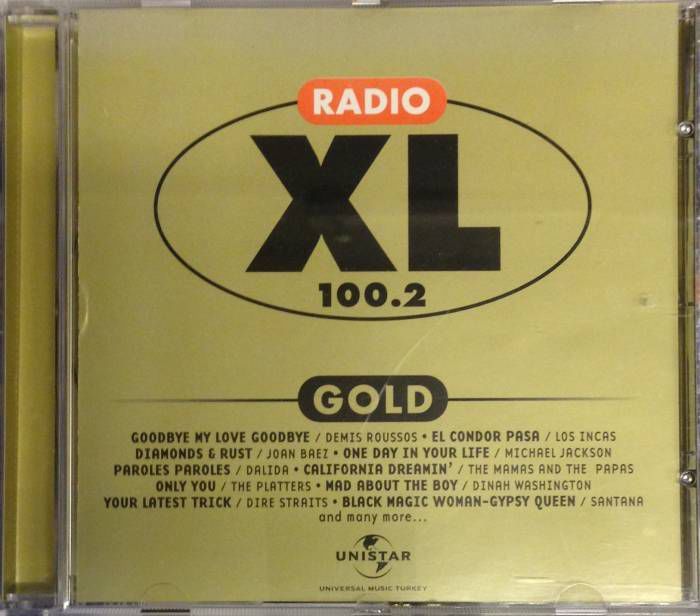 RADIO
XL
100.2
GOLD
GOODBYE MY LOVE GOODBYE / DEMIS ROUSSOS • EL CONDOR PASA / LOS INCAS
DIAMONDS & RUST / JOAN BAEZ • ONE DAY IN YOUR LIFE / MICHAEL JACKSON
PAROLES PAROLES / DALIDA • CALIFORNIA DREAMIN' / THE MAMAS AND THE PAPAS
ONLY YOU / THE PLATTERS • MAD ABOUT THE BOY / DINAH WASHINGTON
YOUR LATEST TRICK / DIRE STRAITS • BLACK MAGIC WOMAN-GYPSY QUEEN / SANTANA
and many more...
UNISTAR
UNIVERSAL MUSIC TURKEY